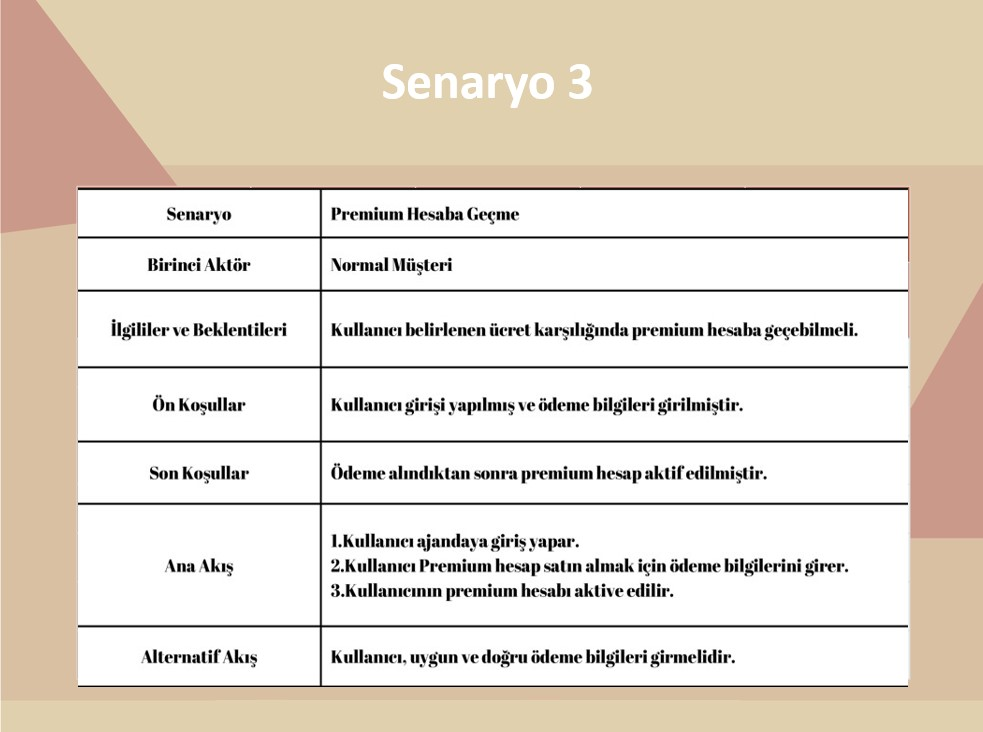 Senaryo 3
Senaryo
Premium Hesaba Geçme
Birinci Aktör
Normal Müşteri
İlgililer ve Beklentileri
Kullanıcı belirlenen ücret karşılığında premium hesaba geçebilmeli.
Ön Koşullar
Kullanıcı girişi yapılmış ve ödeme bilgileri girilmiştir.
Son Koşullar
Ödeme alındıktan sonra premium hesap aktif edilmiştir.
Ana Akış
1.Kullanıcı ajandaya giriş yapar.
2.Kullanıcı Premium hesap satın almak için ödeme bilgilerini girer.
3.Kullanıcının premium hesabı aktive edilir.
Alternatif Akış
Kullanıcı, uygun ve doğru ödeme bilgileri girmelidir.